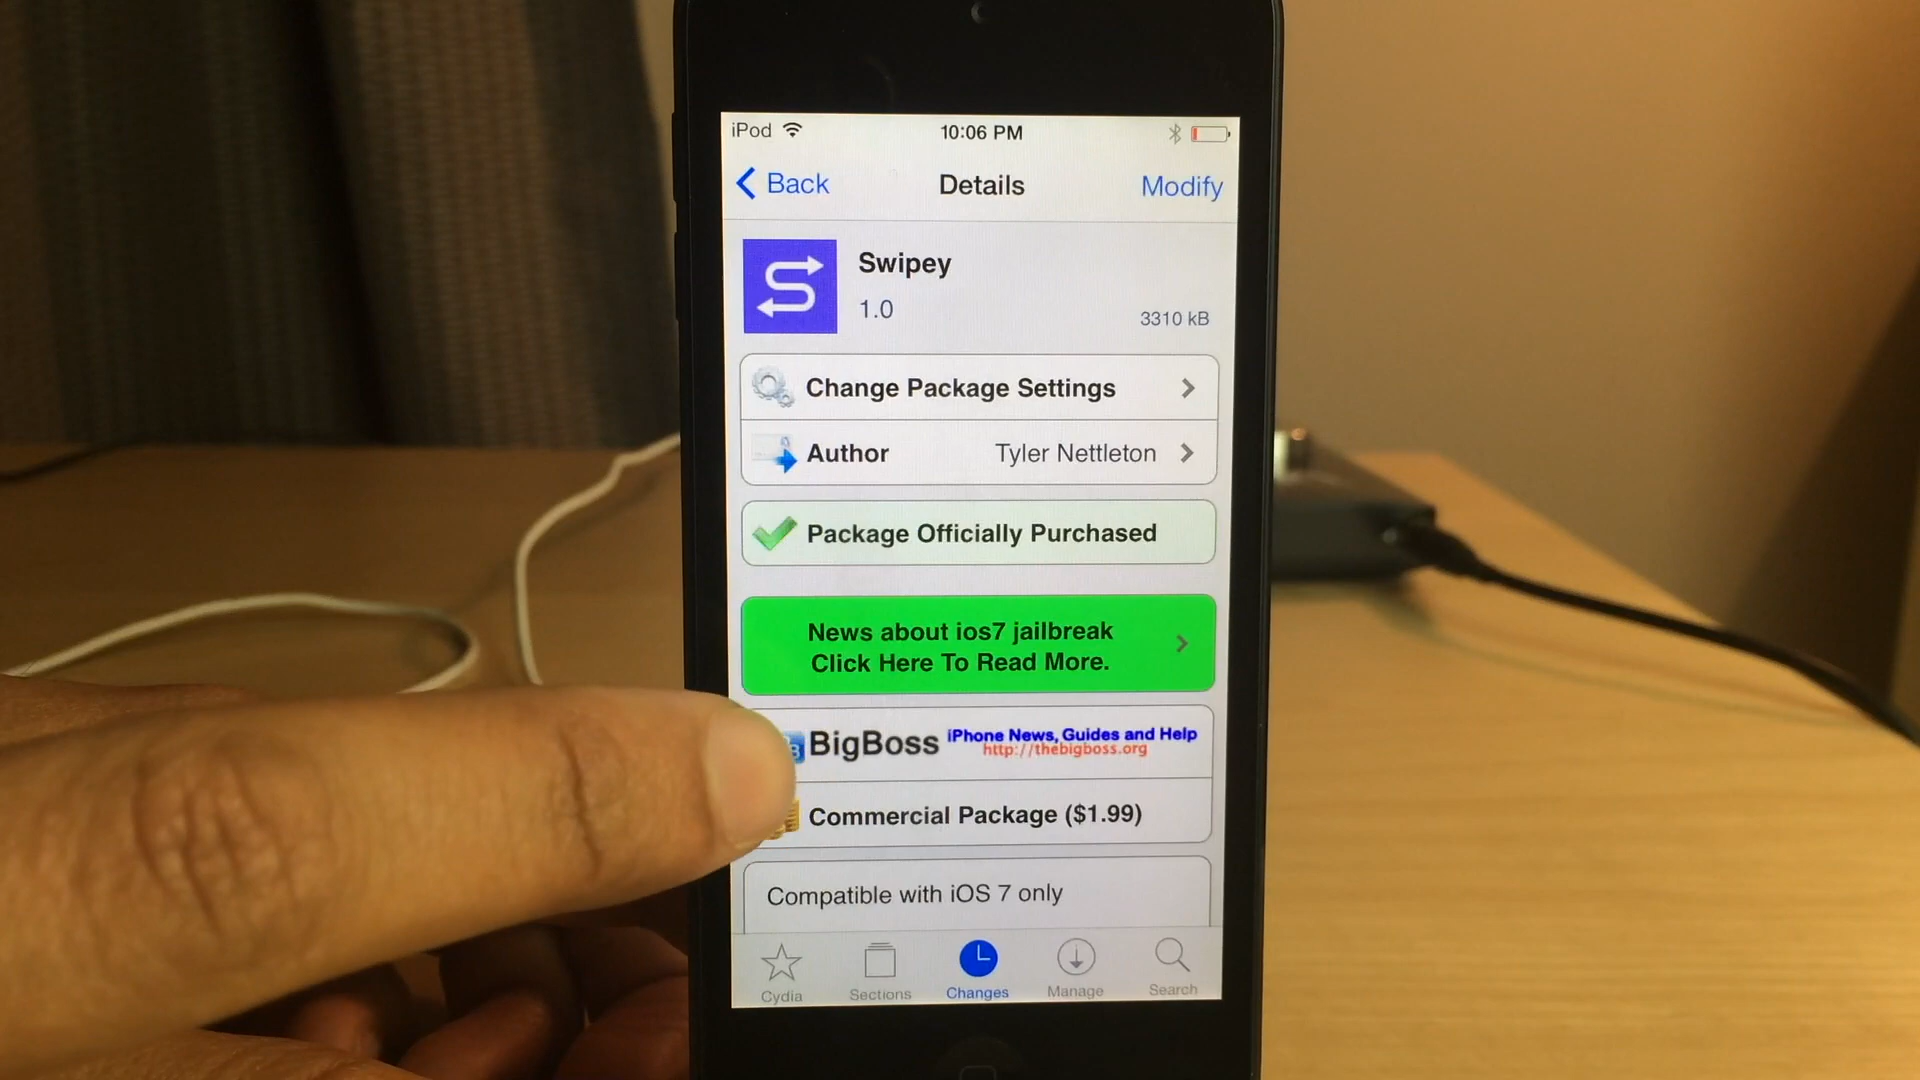 iPod 10:06 PM
Back Details Modify
Swipey
1.0
3310 kB
Change Package Settings
Author Tyler Nettleton
Package Officially Purchased
News about ios7 jailbreak
Click Here To Read More.
BigBoss iPhone News, Guides and Help
http://thebigboss.org
Commercial Package ($1.99)
Compatible with iOS 7 only
Cydia Sections Changes Manage Search